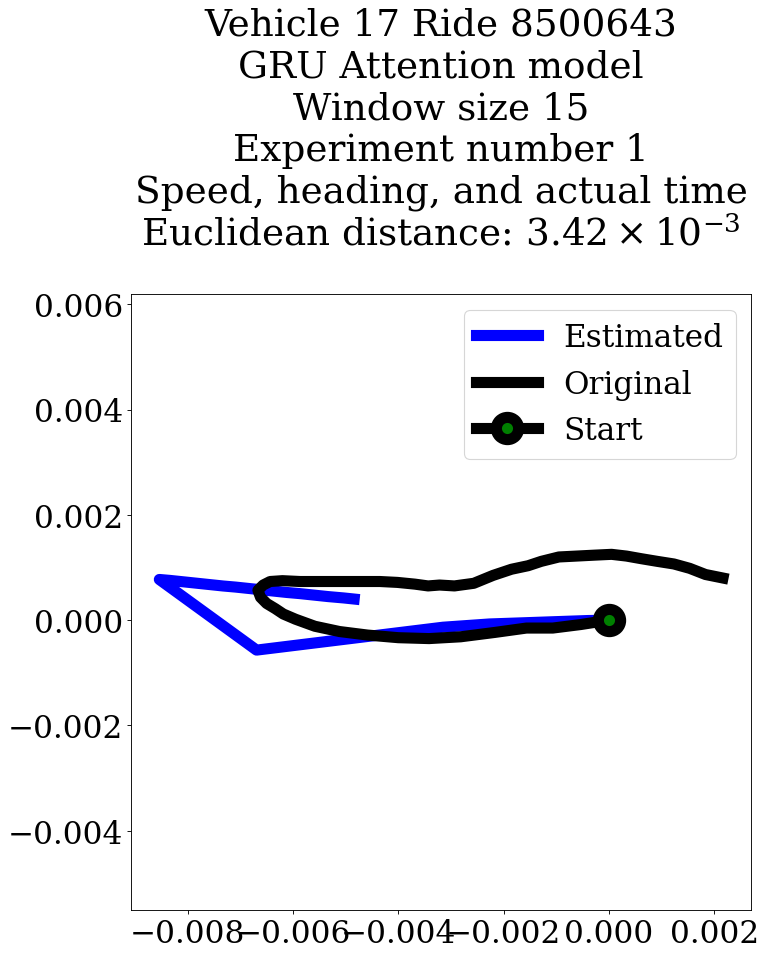 Vehicle 17 Ride 8500643
GRU Attention model
Window size 15
Experiment number 1
Speed, heading, and actual time
Euclidean distance: 3.42 × 10⁻³
Estimated
Original
Start
0.006
0.004
0.002
0.000
−0.002
−0.004
−0.008 −0.006 −0.004 −0.002 0.000 0.002